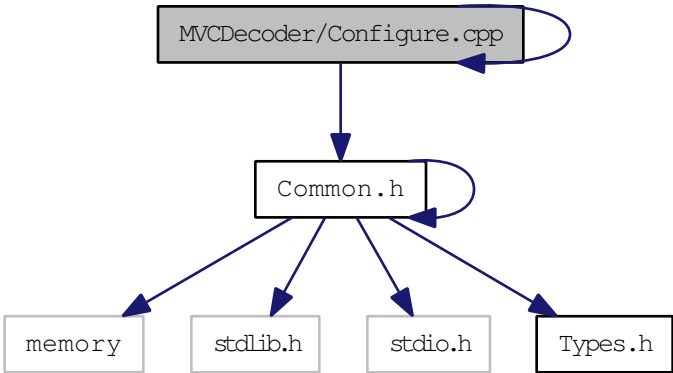 MVCDecoder/Configure.cpp
Common.h
memory
stdlib.h
stdio.h
Types.h